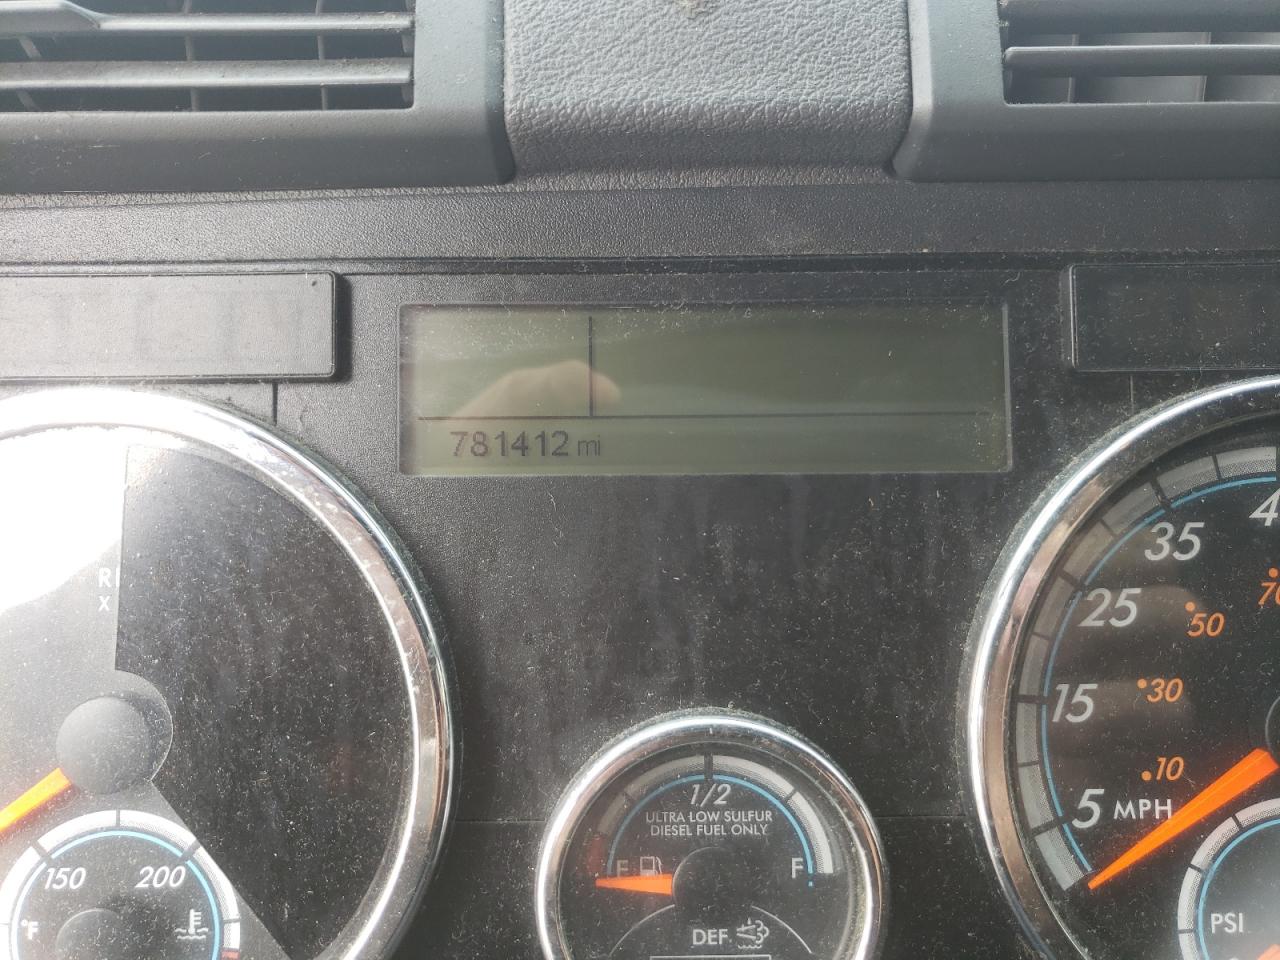 781412 mi
R
X
150 200
°F
1/2
ULTRA LOW SULFUR
DIESEL FUEL ONLY
E F
DEF
35
25
50
15
30
10
5 MPH
PSI